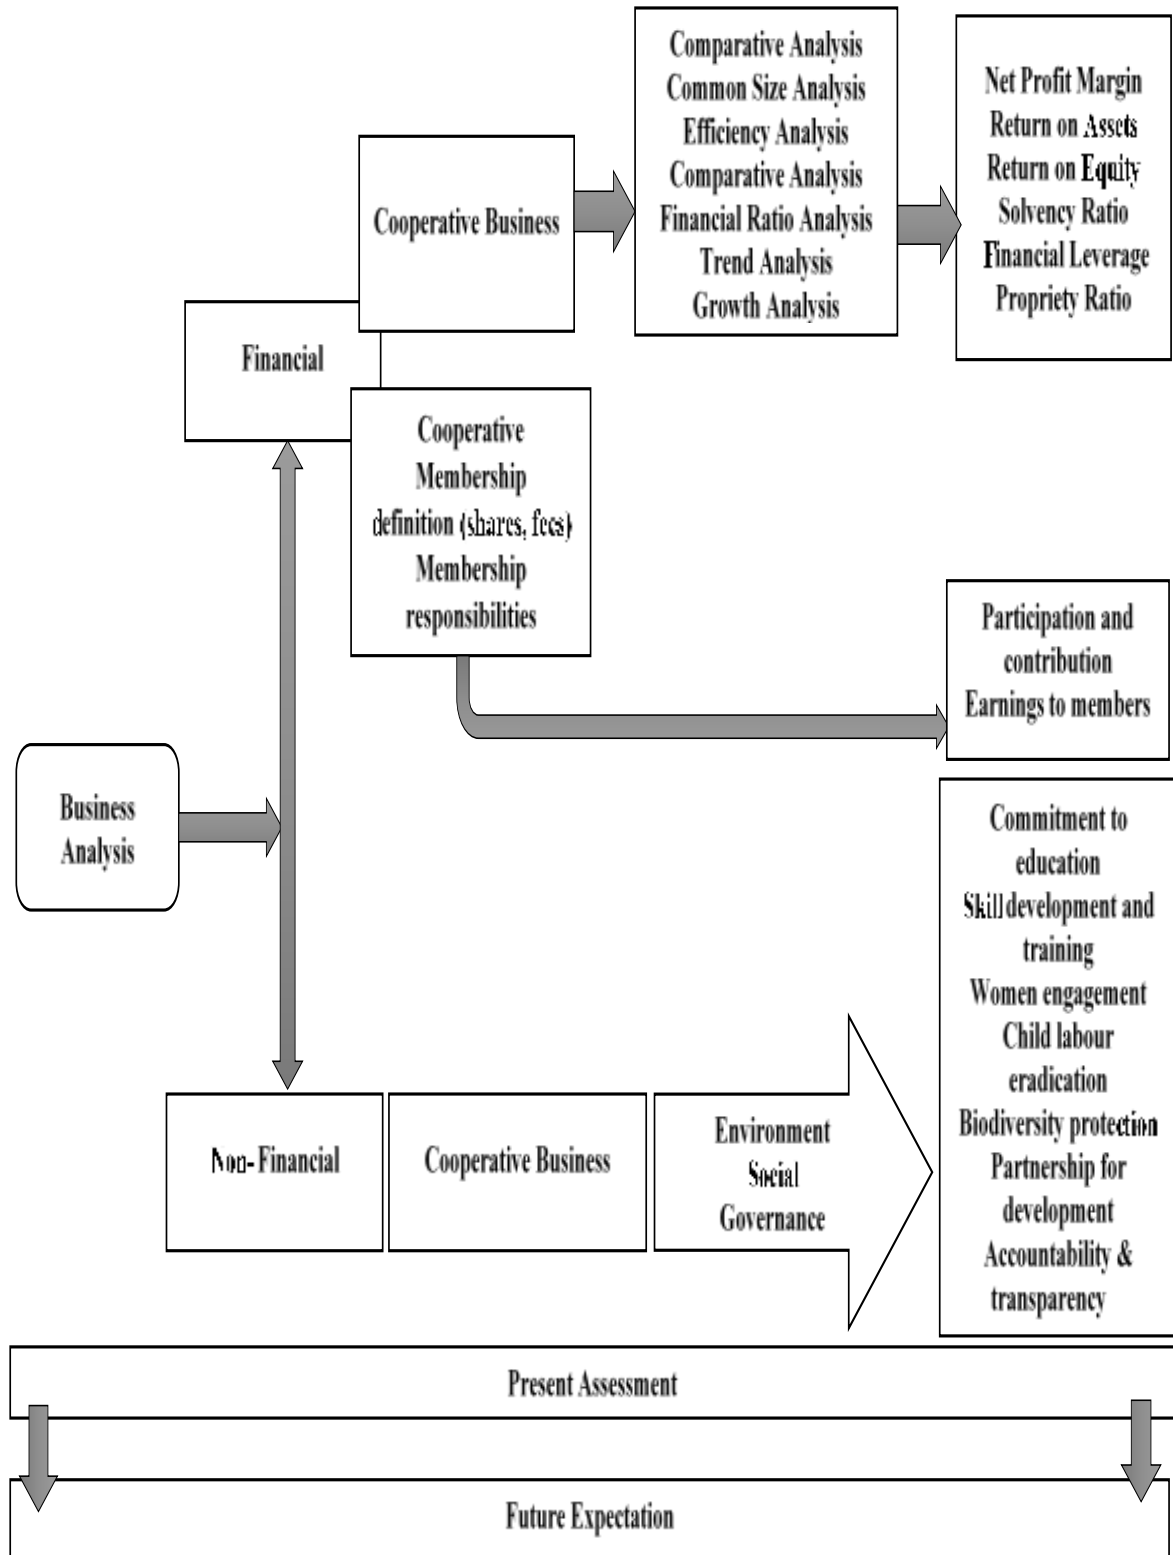 Comparative Analysis
Common Size Analysis
Efficiency Analysis
Comparative Analysis
Financial Ratio Analysis
Trend Analysis
Growth Analysis
Net Profit Margin
Return on Assets
Return on Equity
Solvency Ratio
Financial Leverage
Propriety Ratio
Cooperative Business
Financial
Cooperative
Membership
definition (shares, fees)
Membership
responsibilities
Participation and
contribution
Earnings to members
Business
Analysis
Commitment to
education
Skill development and
training
Women engagement
Child labour
eradication
Biodiversity protection
Partnership for
development
Accountability &
transparency
Non- Financial
Cooperative Business
Environment
Social
Governance
Present Assessment
Future Expectation